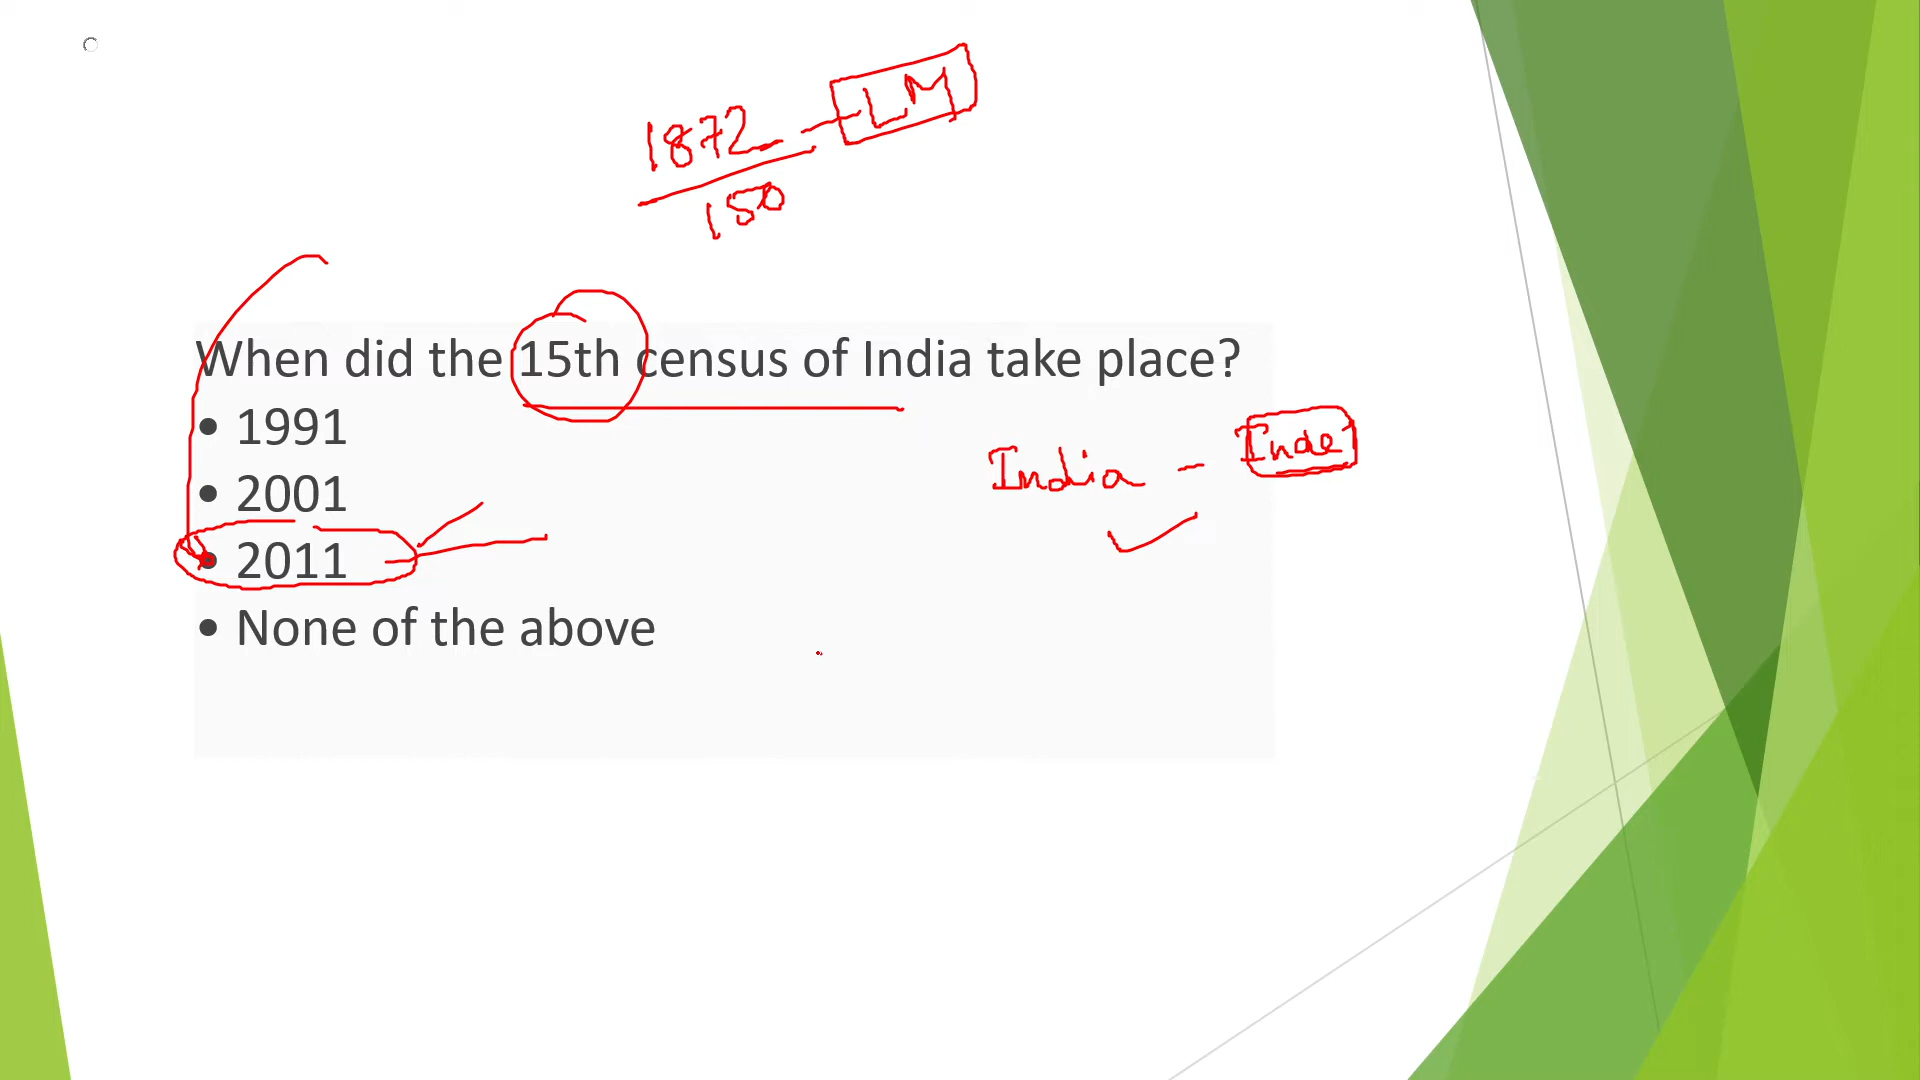 1872 - LM
150
When did the 15th census of India take place?
• 1991
• 2001
• 2011
• None of the above
India - Inde